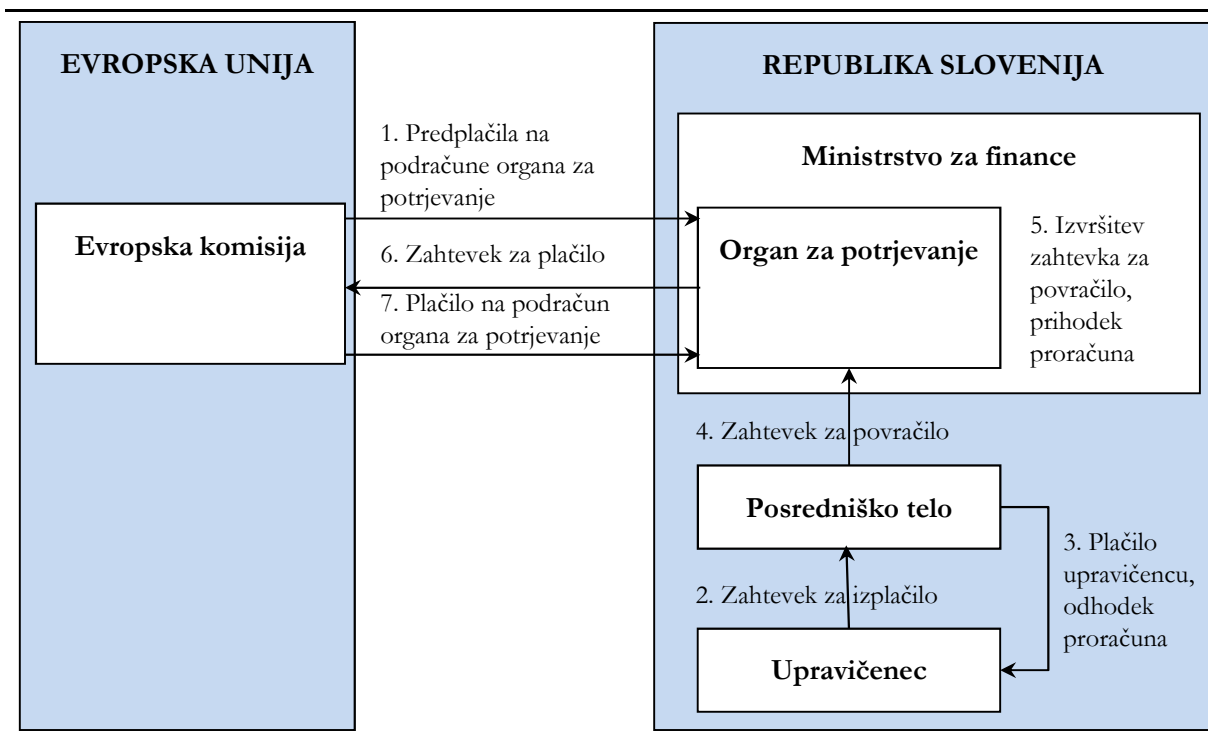 EVROPSKA UNIJA
REPUBLIKA SLOVENIJA
1. Predplačila na
podračune organa za
potrjevanje
Ministrstvo za finance
Evropska komisija
6. Zahtevek za plačilo
Organ za potrjevanje
5. Izvršitev
zahtevka za
povračilo,
prihodek
proračuna
7. Plačilo na podračun
organa za potrjevanje
4. Zahtevek za povračilo
Posredniško telo
3. Plačilo
upravičencu,
odhodek
proračuna
2. Zahtevek za izplačilo
Upravičenec